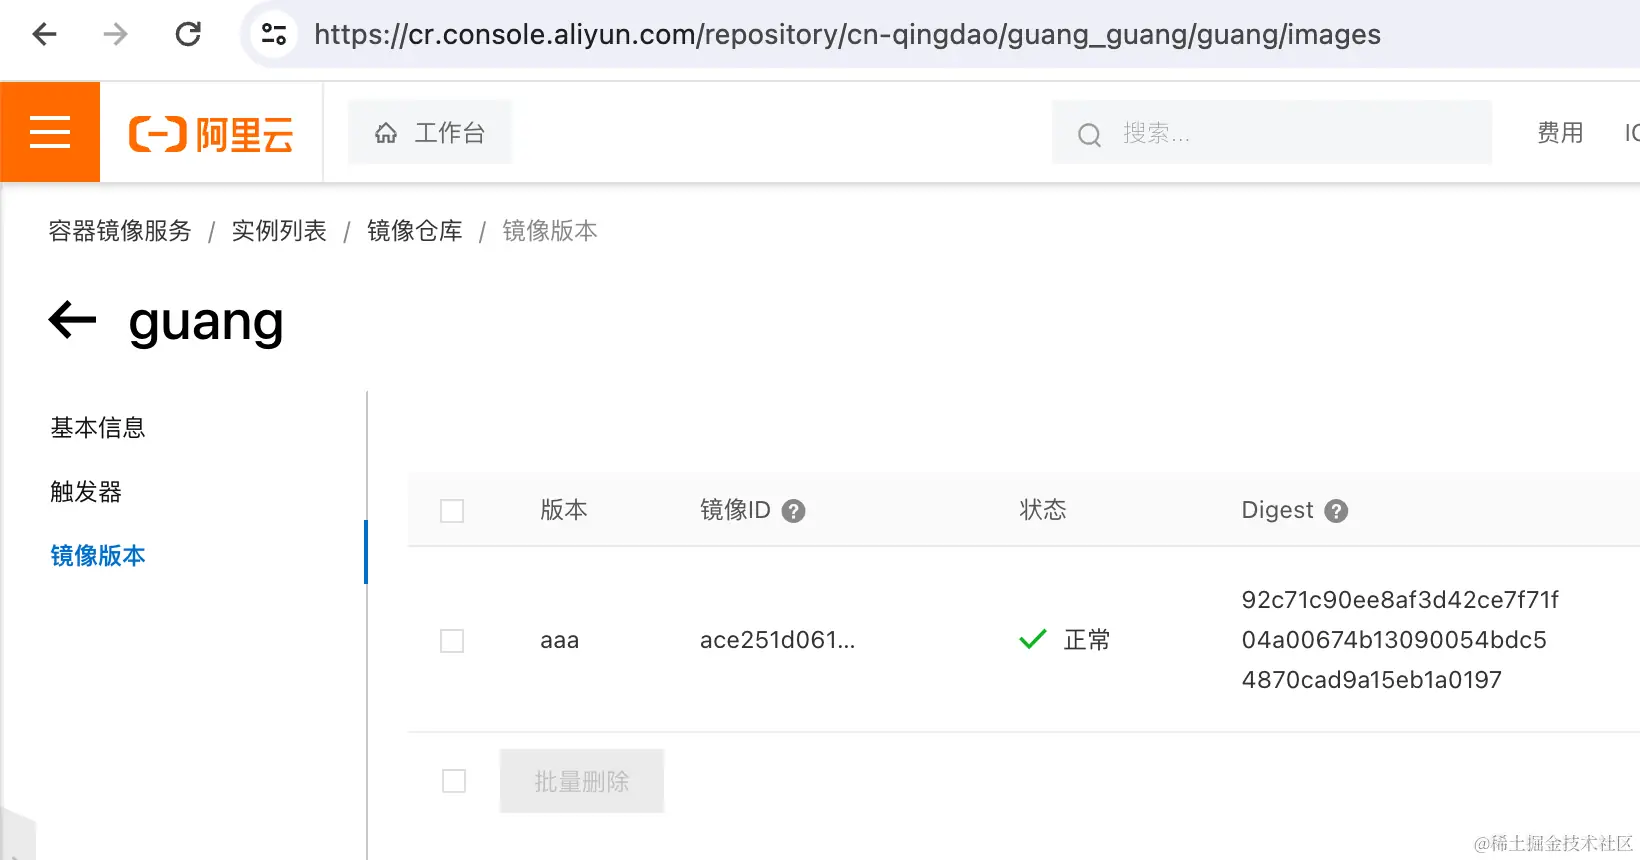 https://cr.console.aliyun.com/repository/cn-qingdao/guang_guang/guang/images
阿里云
工作台
搜索...
费用
容器镜像服务 / 实例列表 / 镜像仓库 / 镜像版本
guang
基本信息
触发器
镜像版本
版本 镜像ID ? 状态 Digest ?
aaa ace251d061... 正常 92c71c90ee8af3d42ce7f71f
04a00674b13090054bdc5
4870cad9a15eb1a0197
批量删除
@稀土掘金技术社区